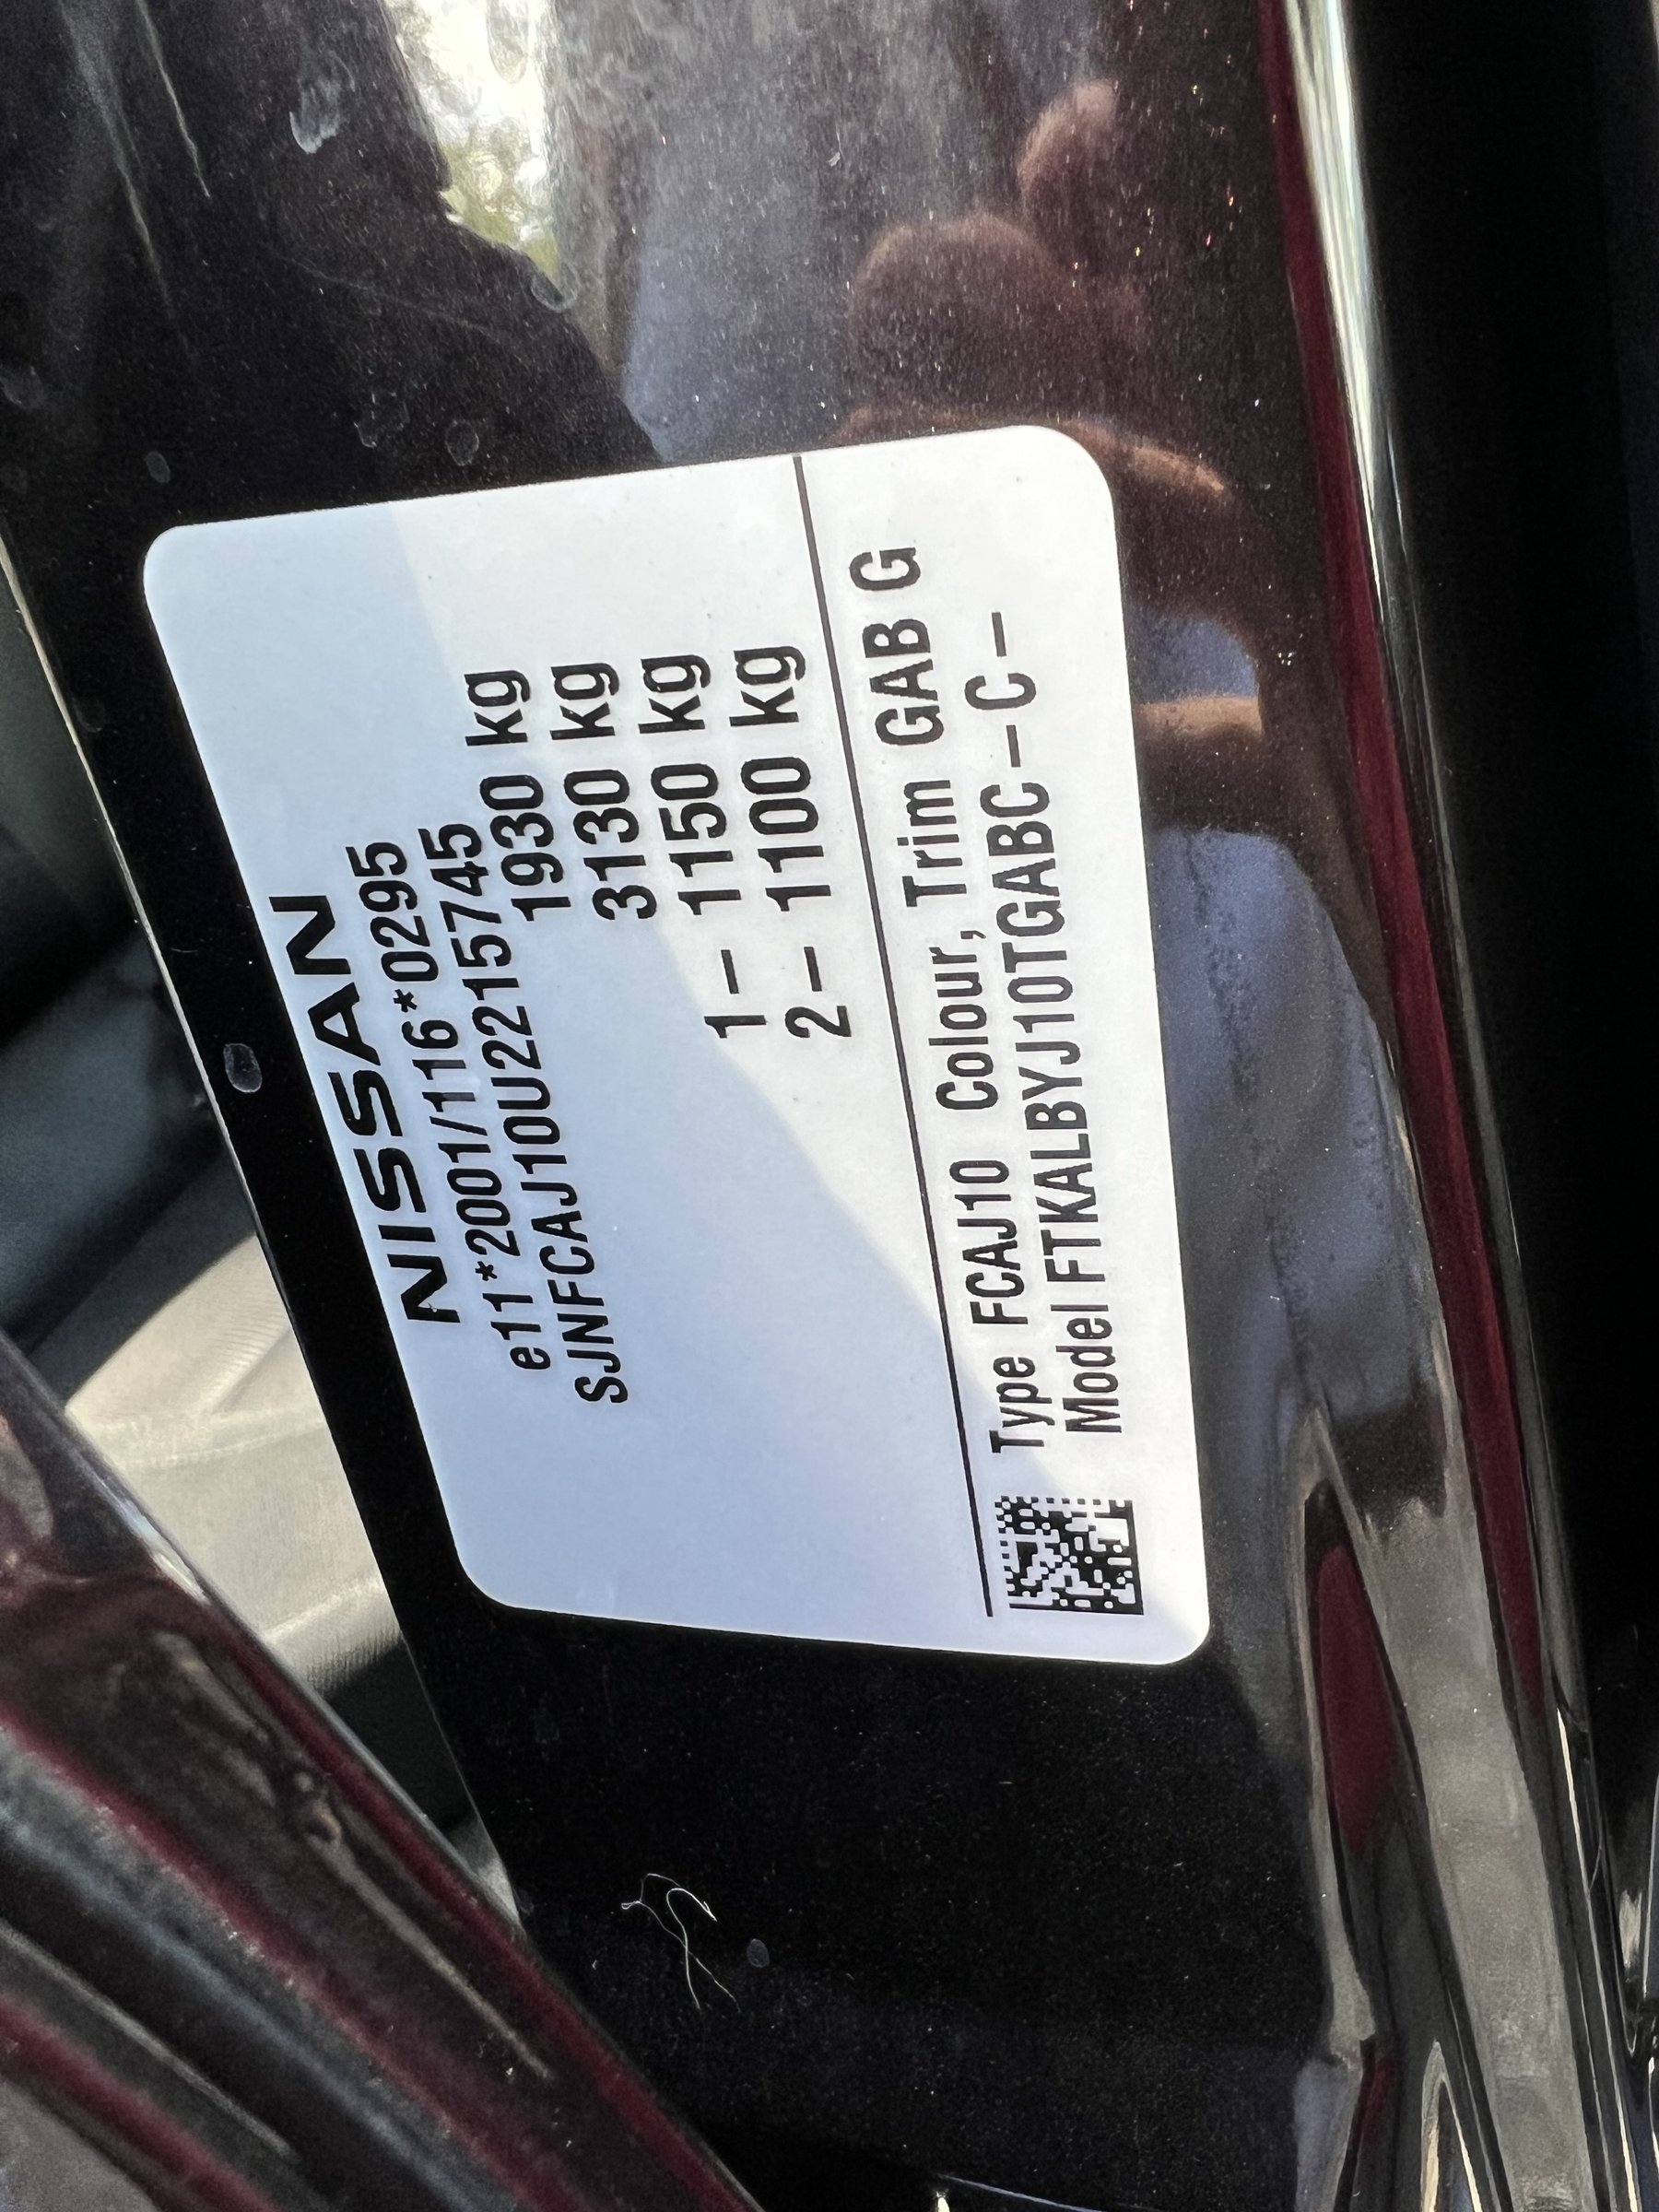 NISSAN
e11*2001/116*0295
SJNFCAJ10U2215745
1930 kg
3130 kg
1 - 1150 kg
2 - 1100 kg
Type FCAJ10 Colour, Trim GAB G
Model FTKALBYJ10TGABC-C-